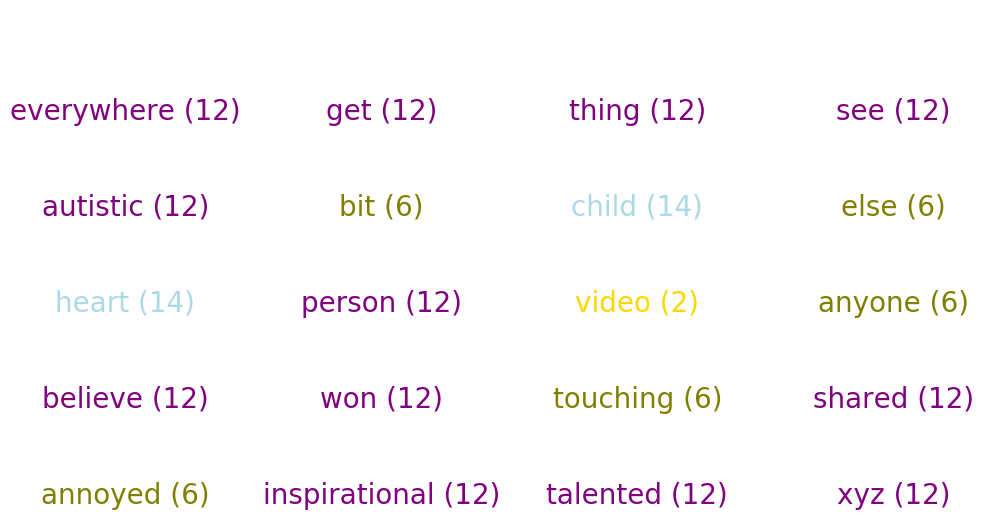 everywhere (12) get (12) thing (12) see (12)
autistic (12) bit (6) child (14) else (6)
heart (14) person (12) video (2) anyone (6)
believe (12) won (12) touching (6) shared (12)
annoyed (6) inspirational (12) talented (12) xyz (12)